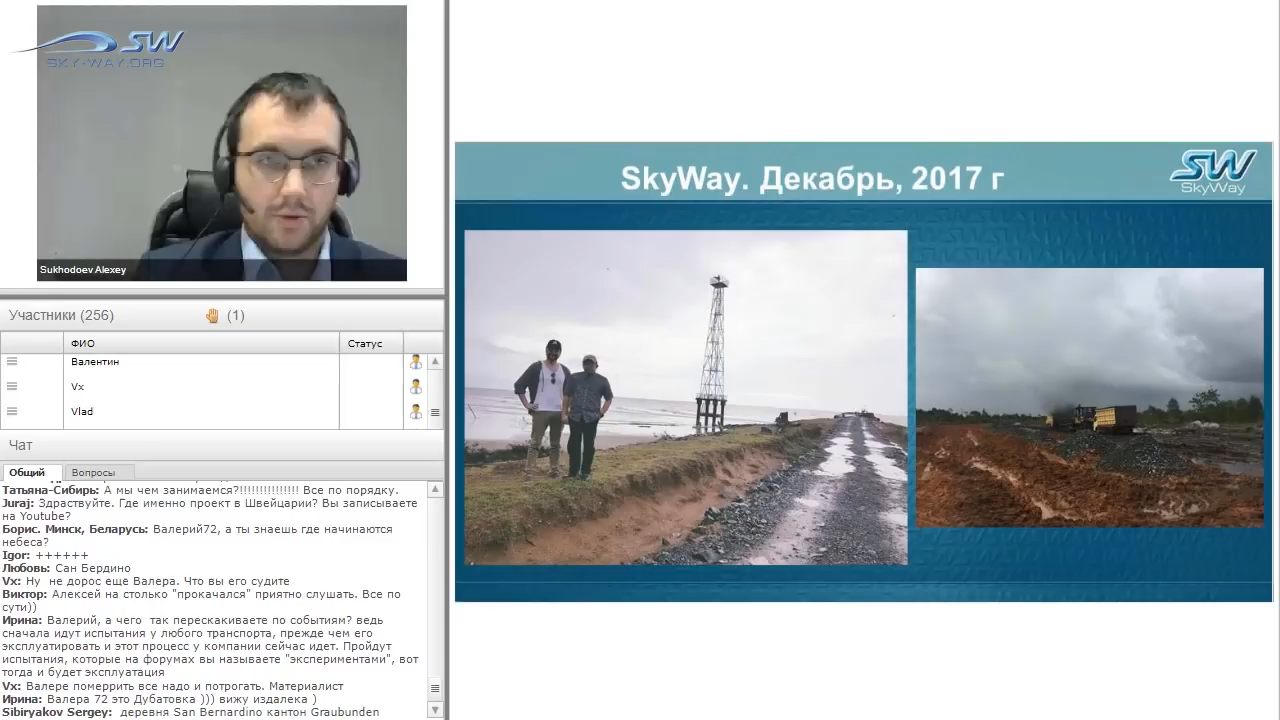 SW
SKY-WAY.ORG
Sukhodoev Alexey
Участники (256)
(1)
ФИО
Статус
Валентин
Vx
Vlad
Чат
Общий
Вопросы
Татьяна-Сибирь: А мы чем занимаемся?!!!!!!!!!!!!!!! Все по порядку.
Juraj: Здраствуйте. Где именно проект в Швейцарии? Вы записываете
на Youtube?
Борис. Минск, Беларусь: Валерий72, а ты знаешь где начинаются
небеса?
Igor: ++++++
Любовь: Сан Бердино
Vx: Ну не дорос еще Валера. Что вы его судите
Виктор: Алексей на столько "прокачался" приятно слушать. Все по
сути))
Ирина: Валерий, а чего так перескакиваете по событиям? ведь
сначала идут испытания у любого транспорта, прежде чем его
эксплуатировать и этот процесс у компании сейчас идет. Пройдут
испытания, которые на форумах вы называете "экспериментами", вот
тогда и будет эксплуатация
Vx: Валере померрить все надо и потрогать. Материалист
Ирина: Валера 72 это Дубатовка ))) вижу издалека )
Sibiryakov Sergey: деревня San Bernardino кантон Graubunden
SkyWay. Декабрь, 2017 г
SW
SkyWay